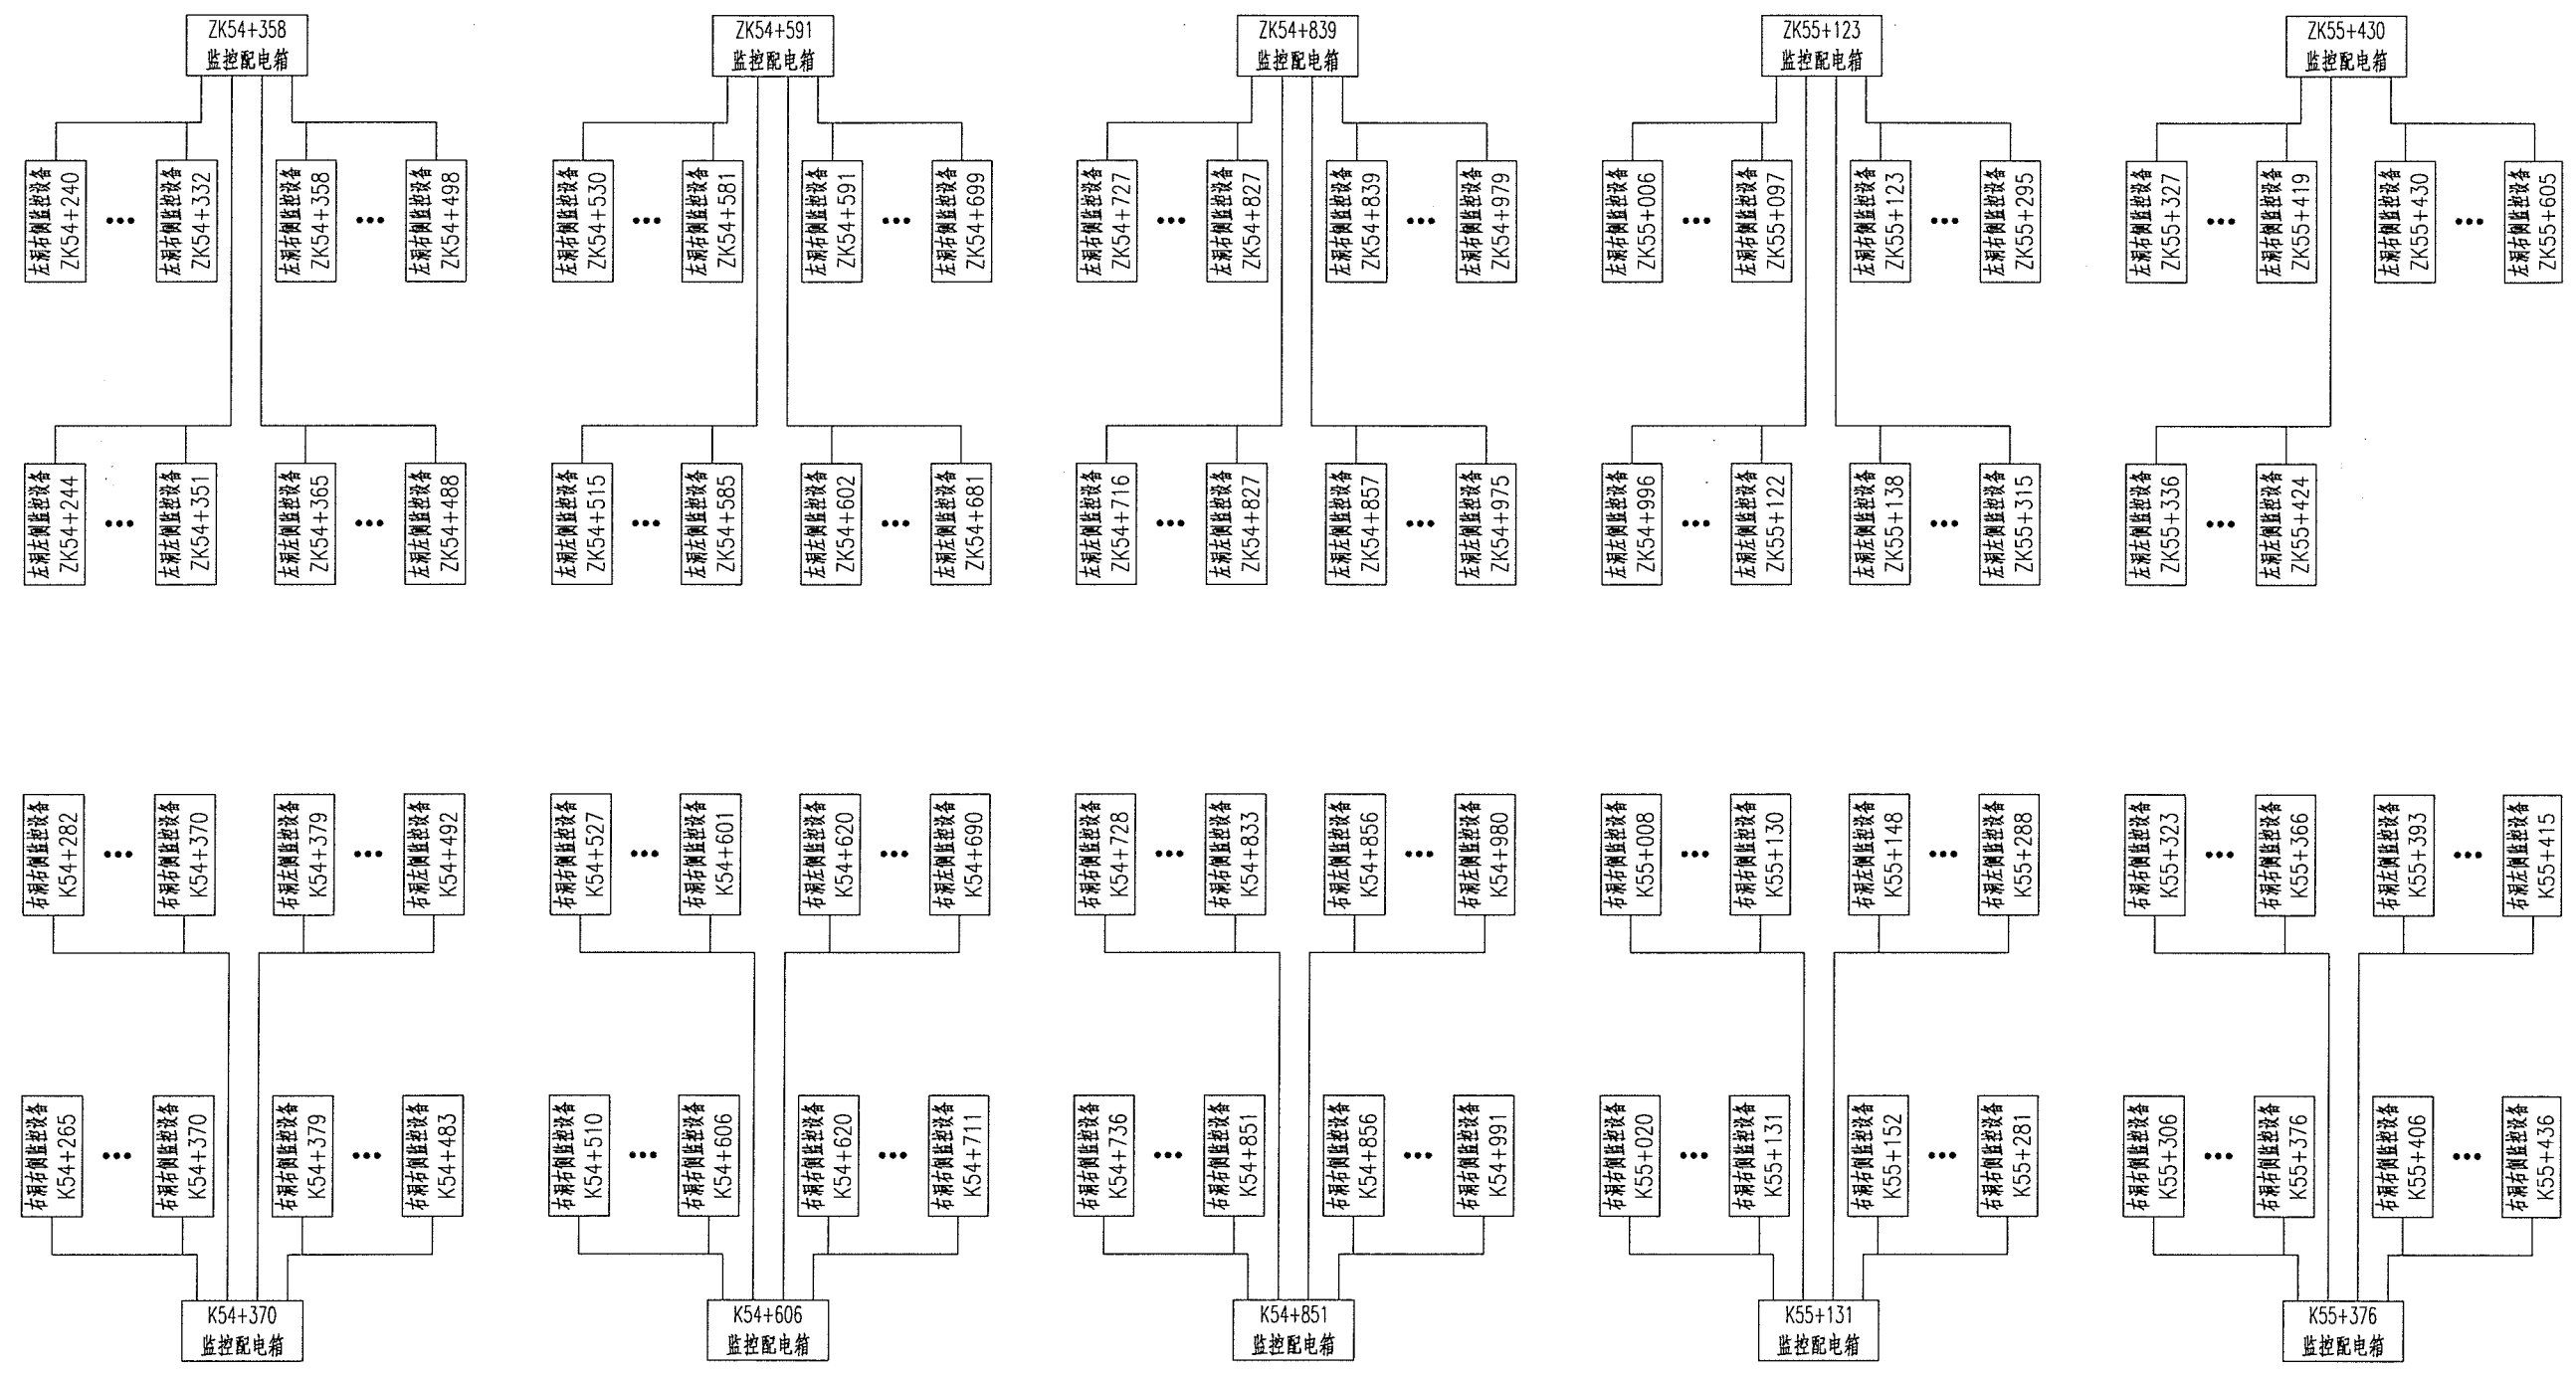 ZK54+358
监控配电箱
ZK54+591
监控配电箱
ZK54+839
监控配电箱
ZK55+123
监控配电箱
ZK55+430
监控配电箱
左洞右侧监控设备
ZK54+240
左洞右侧监控设备
ZK54+332
左洞右侧监控设备
ZK54+358
左洞右侧监控设备
ZK54+498
左洞右侧监控设备
ZK54+530
左洞右侧监控设备
ZK54+581
左洞右侧监控设备
ZK54+591
左洞右侧监控设备
ZK54+699
左洞右侧监控设备
ZK54+727
左洞右侧监控设备
ZK54+827
左洞右侧监控设备
ZK54+839
左洞右侧监控设备
ZK54+979
左洞右侧监控设备
ZK55+006
左洞右侧监控设备
ZK55+097
左洞右侧监控设备
ZK55+123
左洞右侧监控设备
ZK55+295
左洞右侧监控设备
ZK55+327
左洞右侧监控设备
ZK55+419
左洞右侧监控设备
ZK55+430
左洞右侧监控设备
ZK55+605
左洞左侧监控设备
ZK54+244
左洞左侧监控设备
ZK54+351
左洞左侧监控设备
ZK54+365
左洞左侧监控设备
ZK54+488
左洞左侧监控设备
ZK54+515
左洞左侧监控设备
ZK54+585
左洞左侧监控设备
ZK54+602
左洞左侧监控设备
ZK54+681
左洞左侧监控设备
ZK54+716
左洞左侧监控设备
ZK54+827
左洞左侧监控设备
ZK54+857
左洞左侧监控设备
ZK54+975
左洞左侧监控设备
ZK54+996
左洞左侧监控设备
ZK55+122
左洞左侧监控设备
ZK55+138
左洞左侧监控设备
ZK55+315
左洞左侧监控设备
ZK55+336
左洞左侧监控设备
ZK55+424
右洞右侧监控设备
K54+282
右洞右侧监控设备
K54+370
右洞左侧监控设备
K54+379
右洞左侧监控设备
K54+492
右洞右侧监控设备
K54+527
右洞右侧监控设备
K54+601
右洞左侧监控设备
K54+620
右洞左侧监控设备
K54+690
右洞右侧监控设备
K54+728
右洞右侧监控设备
K54+833
右洞左侧监控设备
K54+856
右洞左侧监控设备
K54+980
右洞右侧监控设备
K55+008
右洞右侧监控设备
K55+130
右洞左侧监控设备
K55+148
右洞左侧监控设备
K55+288
右洞右侧监控设备
K55+323
右洞右侧监控设备
K55+366
右洞左侧监控设备
K55+393
右洞左侧监控设备
K55+415
右洞右侧监控设备
K54+265
右洞右侧监控设备
K54+370
右洞右侧监控设备
K54+379
右洞右侧监控设备
K54+483
右洞右侧监控设备
K54+510
右洞右侧监控设备
K54+606
右洞右侧监控设备
K54+620
右洞右侧监控设备
K54+711
右洞右侧监控设备
K54+736
右洞右侧监控设备
K54+851
右洞右侧监控设备
K54+856
右洞右侧监控设备
K54+991
右洞右侧监控设备
K55+020
右洞右侧监控设备
K55+131
右洞右侧监控设备
K55+152
右洞右侧监控设备
K55+281
右洞右侧监控设备
K55+306
右洞右侧监控设备
K55+376
右洞右侧监控设备
K55+406
右洞右侧监控设备
K55+436
K54+370
监控配电箱
K54+606
监控配电箱
K54+851
监控配电箱
K55+131
监控配电箱
K55+376
监控配电箱